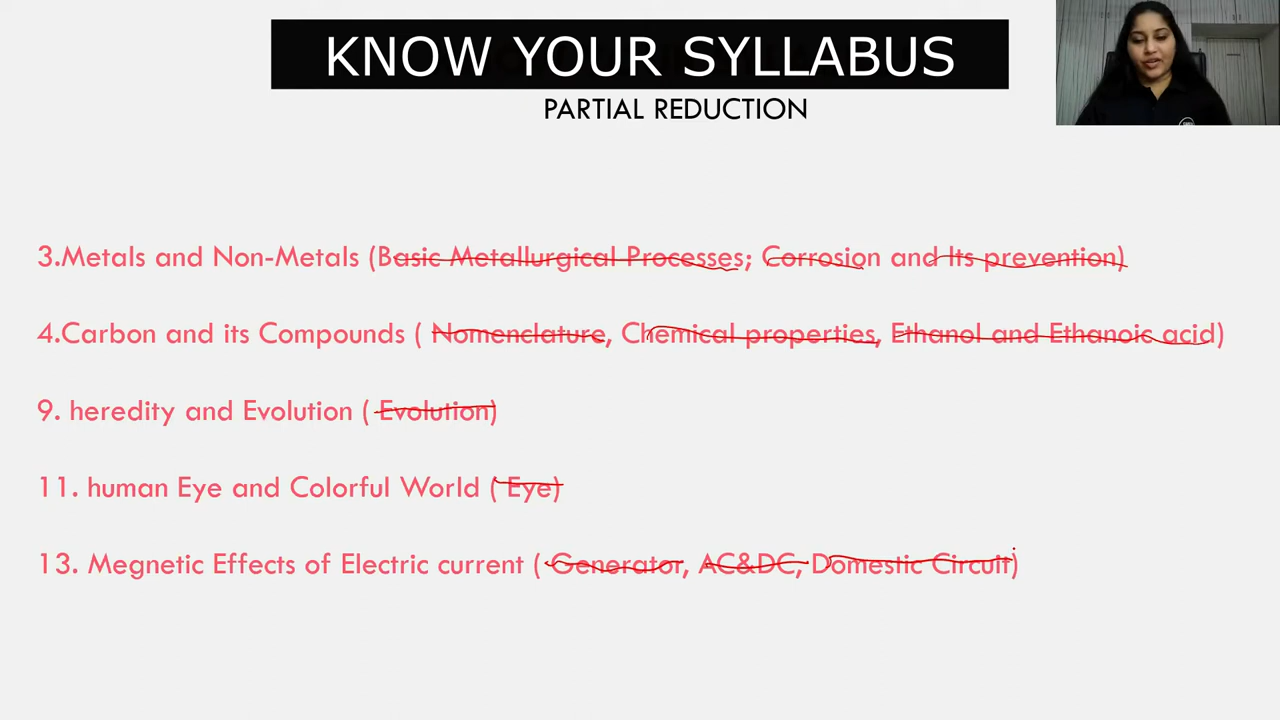 KNOW YOUR SYLLABUS
PARTIAL REDUCTION
3.Metals and Non-Metals (Basic Metallurgical Processes; Corrosion and Its prevention)
4.Carbon and its Compounds ( Nomenclature, Chemical properties, Ethanol and Ethanoic acid)
9. heredity and Evolution ( Evolution)
11. human Eye and Colorful World ( Eye)
13. Megnetic Effects of Electric current ( Generator, AC&DC, Domestic Circuit)